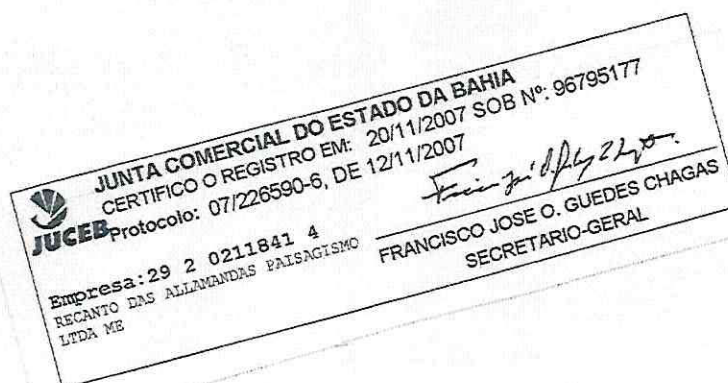 JUNTA COMERCIAL DO ESTADO DA BAHIA
CERTIFICO O REGISTRO EM: 20/11/2007 SOB Nº: 96795177
Protocolo: 07/226590-6, DE 12/11/2007
JUCEB
Empresa:29 2 0211841 4
RECANTO DAS ALLAMANDAS PAISAGISMO
LTDA ME
FRANCISCO JOSE O. GUEDES CHAGAS
SECRETARIO-GERAL